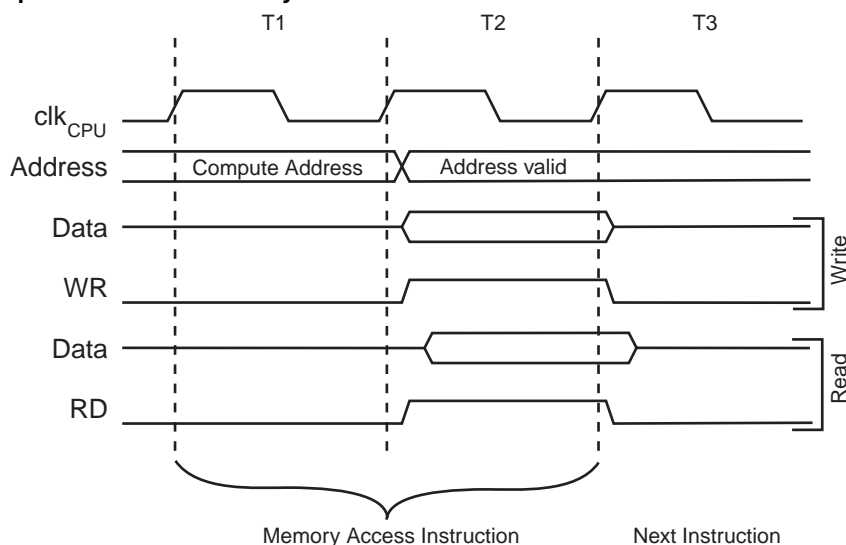 T1 T2 T3
clkCPU
Address Compute Address Address valid
Data
WR
Write
Data
RD
Read
Memory Access Instruction Next Instruction